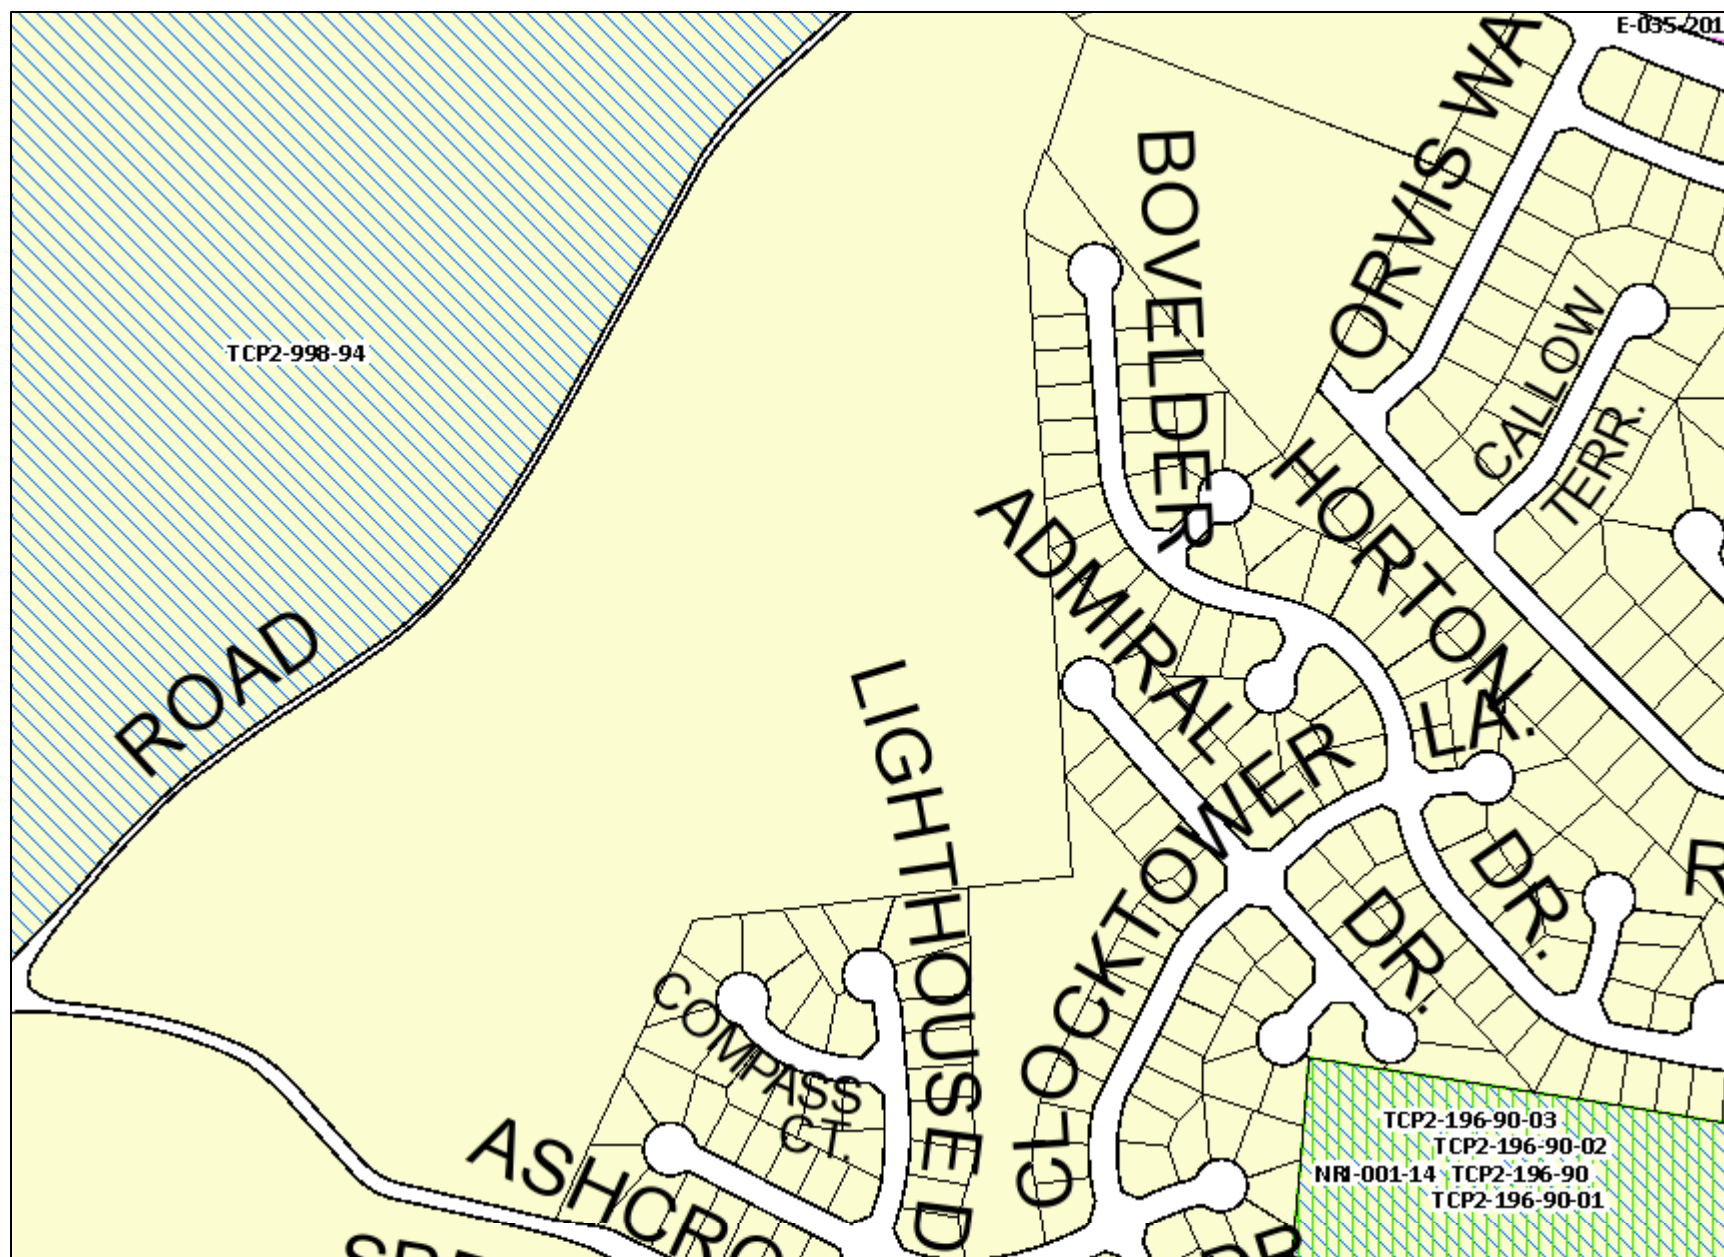 E-035-201
ORVIS WA
BOVELDER
TCP2-998-94
CALLOW
TERR.
HORTON
LA.
ADMIRAL
DR.
ROAD
LIGHTHOUSE D
CLOCKTOWER
DR.
R
COMPASS
CT.
ASHCRO
TCP2-196-90-03
TCP2-196-90-02
NRI-001-14 TCP2-196-90
TCP2-196-90-01
DR